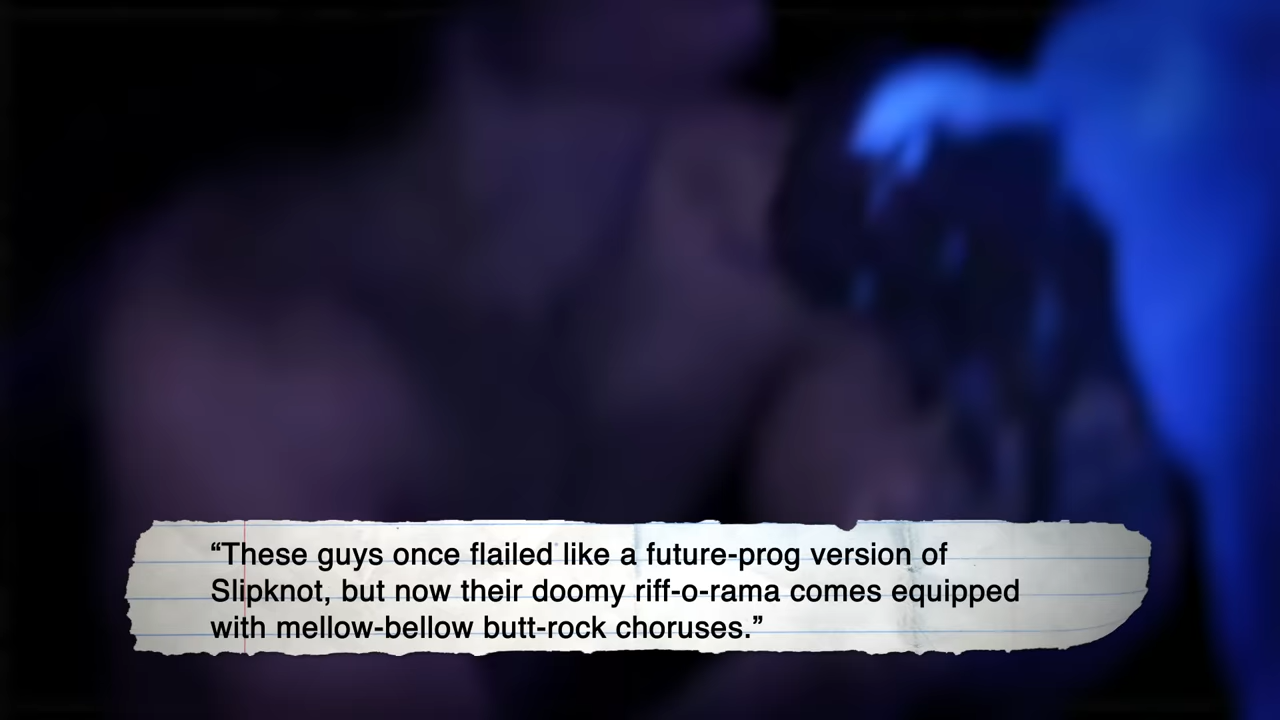 “These guys once flailed like a future-prog version of
Slipknot, but now their doomy riff-o-rama comes equipped
with mellow-bellow butt-rock choruses.”